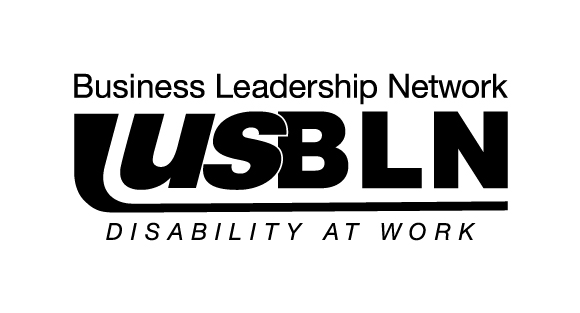 Business Leadership Network
USBLN
DISABILITY AT WORK